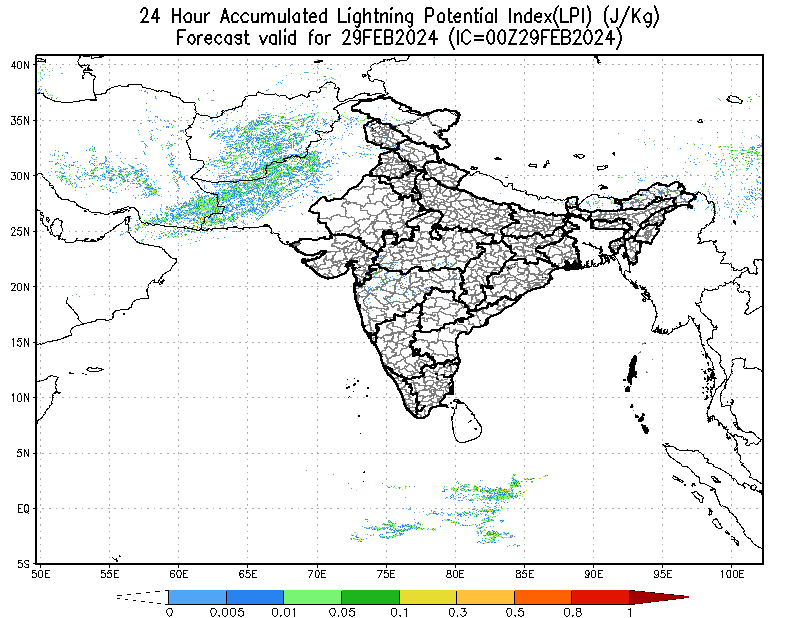 24 Hour Accumulated Lightning Potential Index(LPI) (J/Kg)
Forecast valid for 29FEB2024 (IC=00Z29FEB2024)
40N
35N
30N
25N
20N
15N
10N
5N
EQ
5S
50E 55E 60E 65E 70E 75E 80E 85E 90E 95E 100E
0 0.005 0.01 0.05 0.1 0.3 0.5 0.8 1